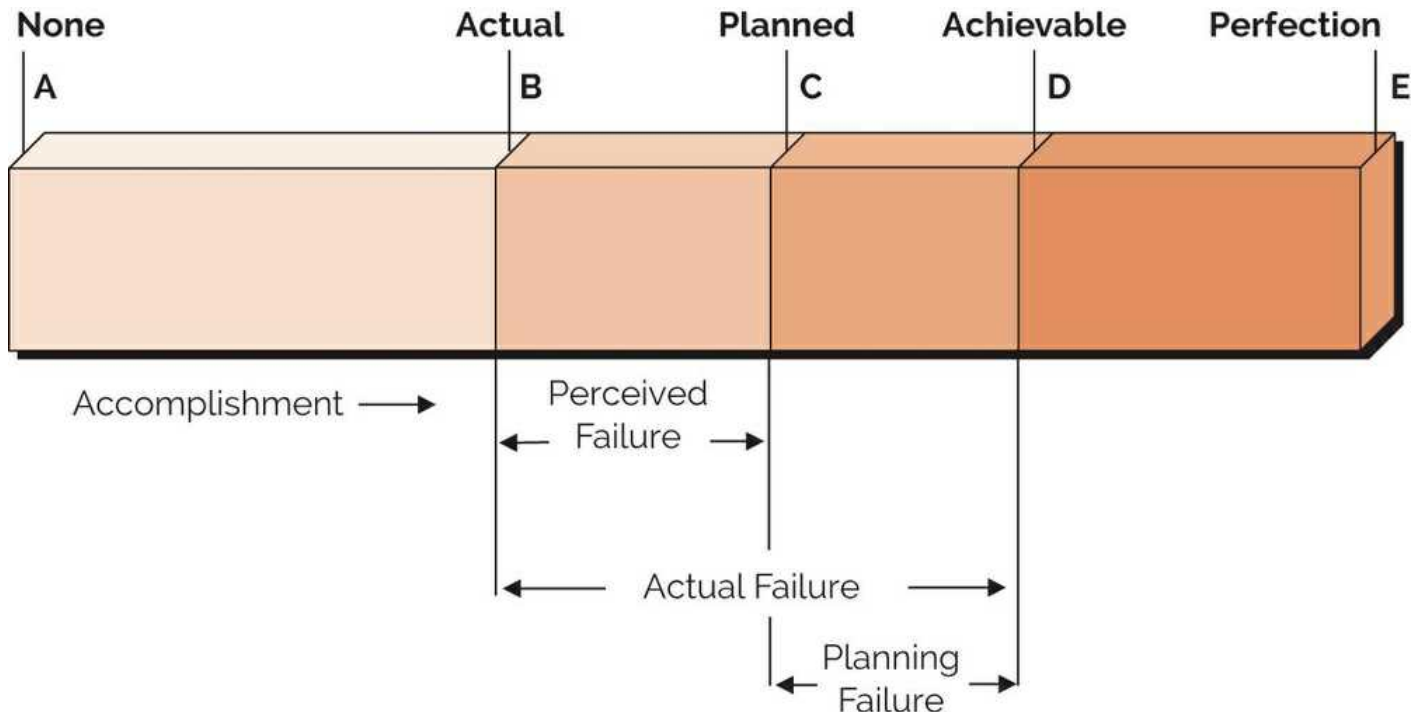 None Actual Planned Achievable Perfection
A B C D E
Accomplishment
Perceived
Failure
Actual Failure
Planning
Failure